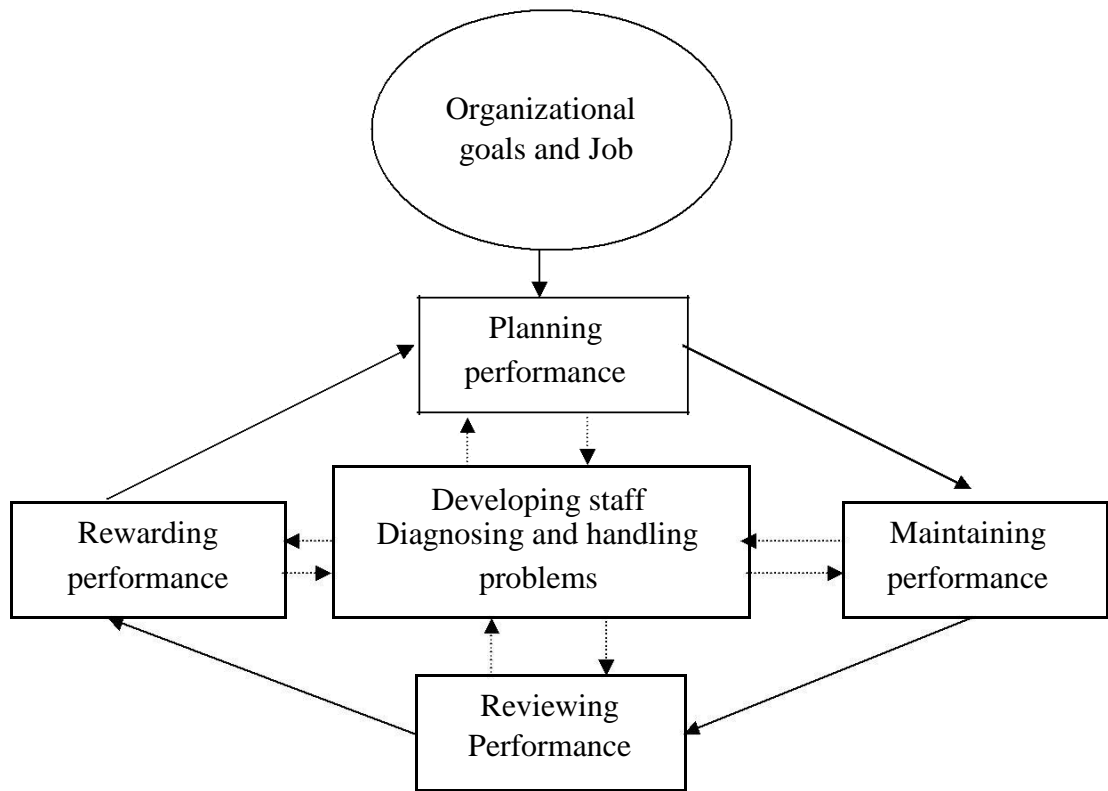 Organizational
goals and Job
Planning
performance
Developing staff
Diagnosing and handling
problems
Rewarding
performance
Maintaining
performance
Reviewing
Performance